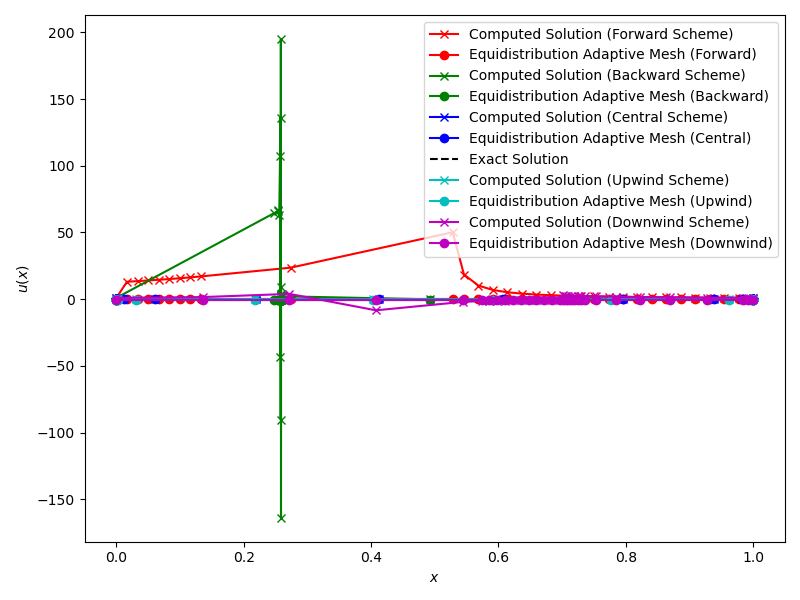 200
150
100
50
0
−50
−100
−150
u(x)
0.0 0.2 0.4 0.6 0.8 1.0
x
Computed Solution (Forward Scheme)
Equidistribution Adaptive Mesh (Forward)
Computed Solution (Backward Scheme)
Equidistribution Adaptive Mesh (Backward)
Computed Solution (Central Scheme)
Equidistribution Adaptive Mesh (Central)
Exact Solution
Computed Solution (Upwind Scheme)
Equidistribution Adaptive Mesh (Upwind)
Computed Solution (Downwind Scheme)
Equidistribution Adaptive Mesh (Downwind)